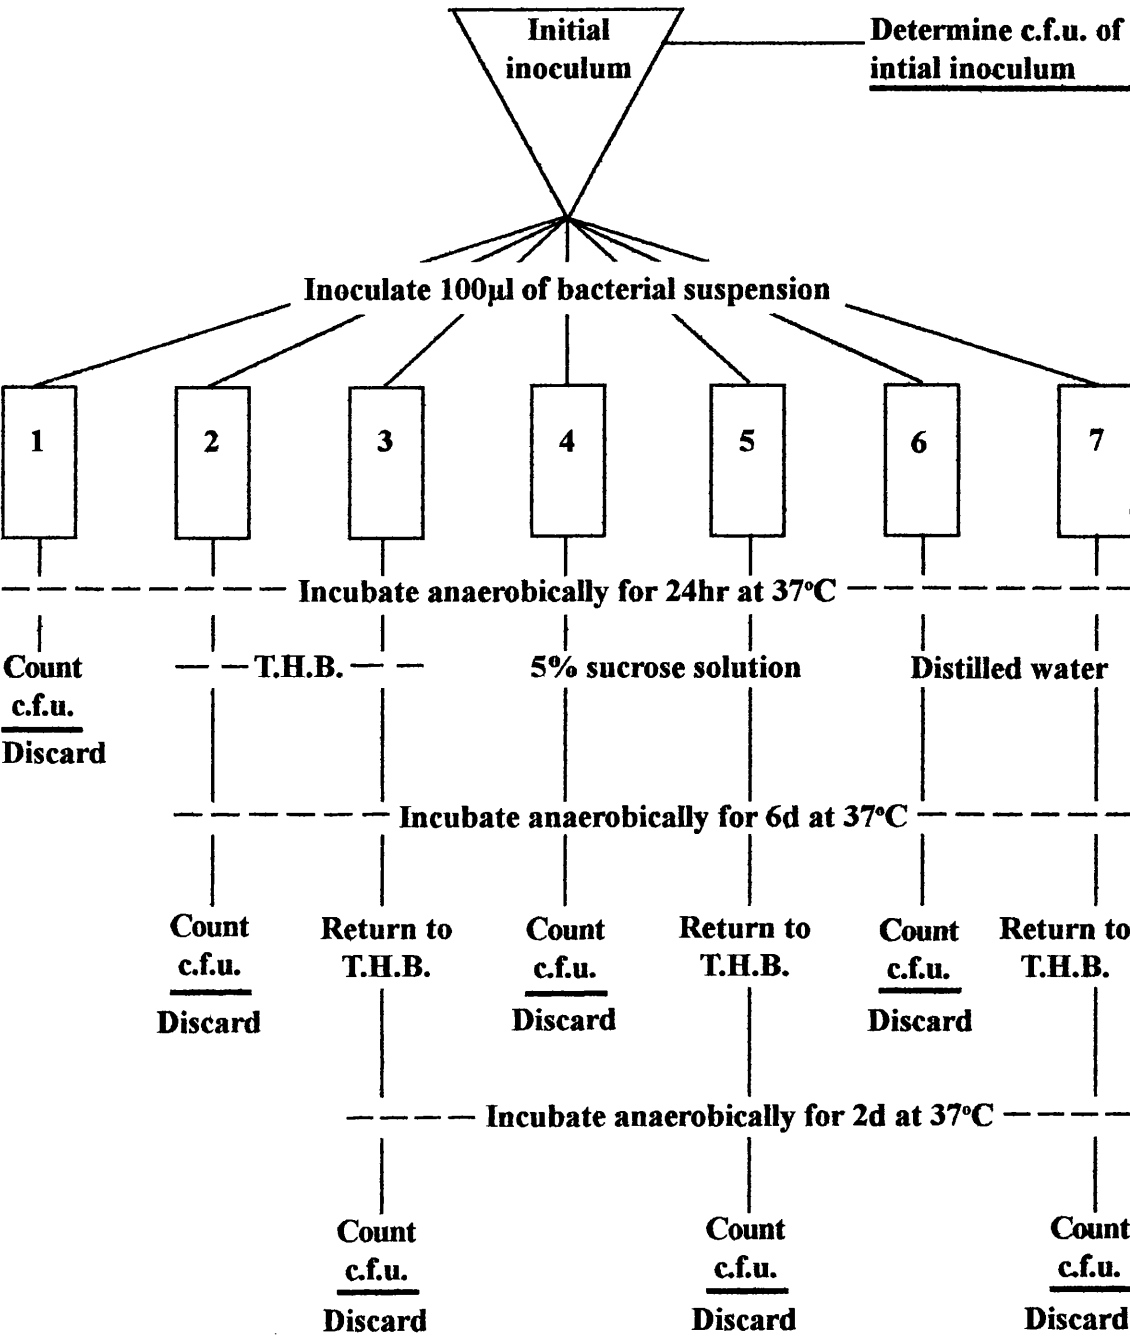 Initial
inoculum
Determine c.f.u. of
intial inoculum
Inoculate 100μl of bacterial suspension
1 2 3 4 5 6 7
Incubate anaerobically for 24hr at 37°C
Count
c.f.u.
Discard
T.H.B. 5% sucrose solution Distilled water
Incubate anaerobically for 6d at 37°C
Count
c.f.u.
Discard
Return to
T.H.B.
Count
c.f.u.
Discard
Return to
T.H.B.
Count
c.f.u.
Discard
Return to
T.H.B.
Incubate anaerobically for 2d at 37°C
Count
c.f.u.
Discard
Count
c.f.u.
Discard
Count
c.f.u.
Discard